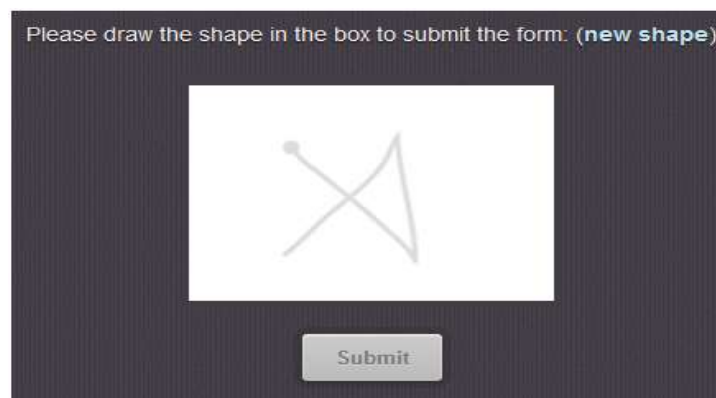 Please draw the shape in the box to submit the form: (new shape)
Submit